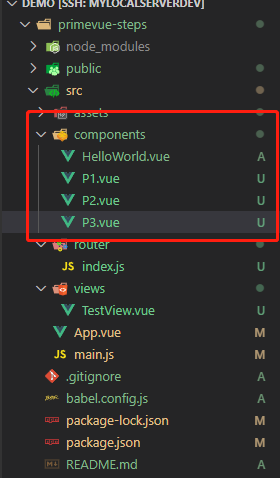 DEMO [SSH: MYLOCALSERVERDEV]
primevue-steps
node_modules
public
src
assets
components
HelloWorld.vue A
P1.vue U
P2.vue U
P3.vue U
router
JS index.js U
views
TestView.vue U
App.vue M
JS main.js M
.gitignore A
babel.config.js A
package-lock.json M
package.json M
README.md A